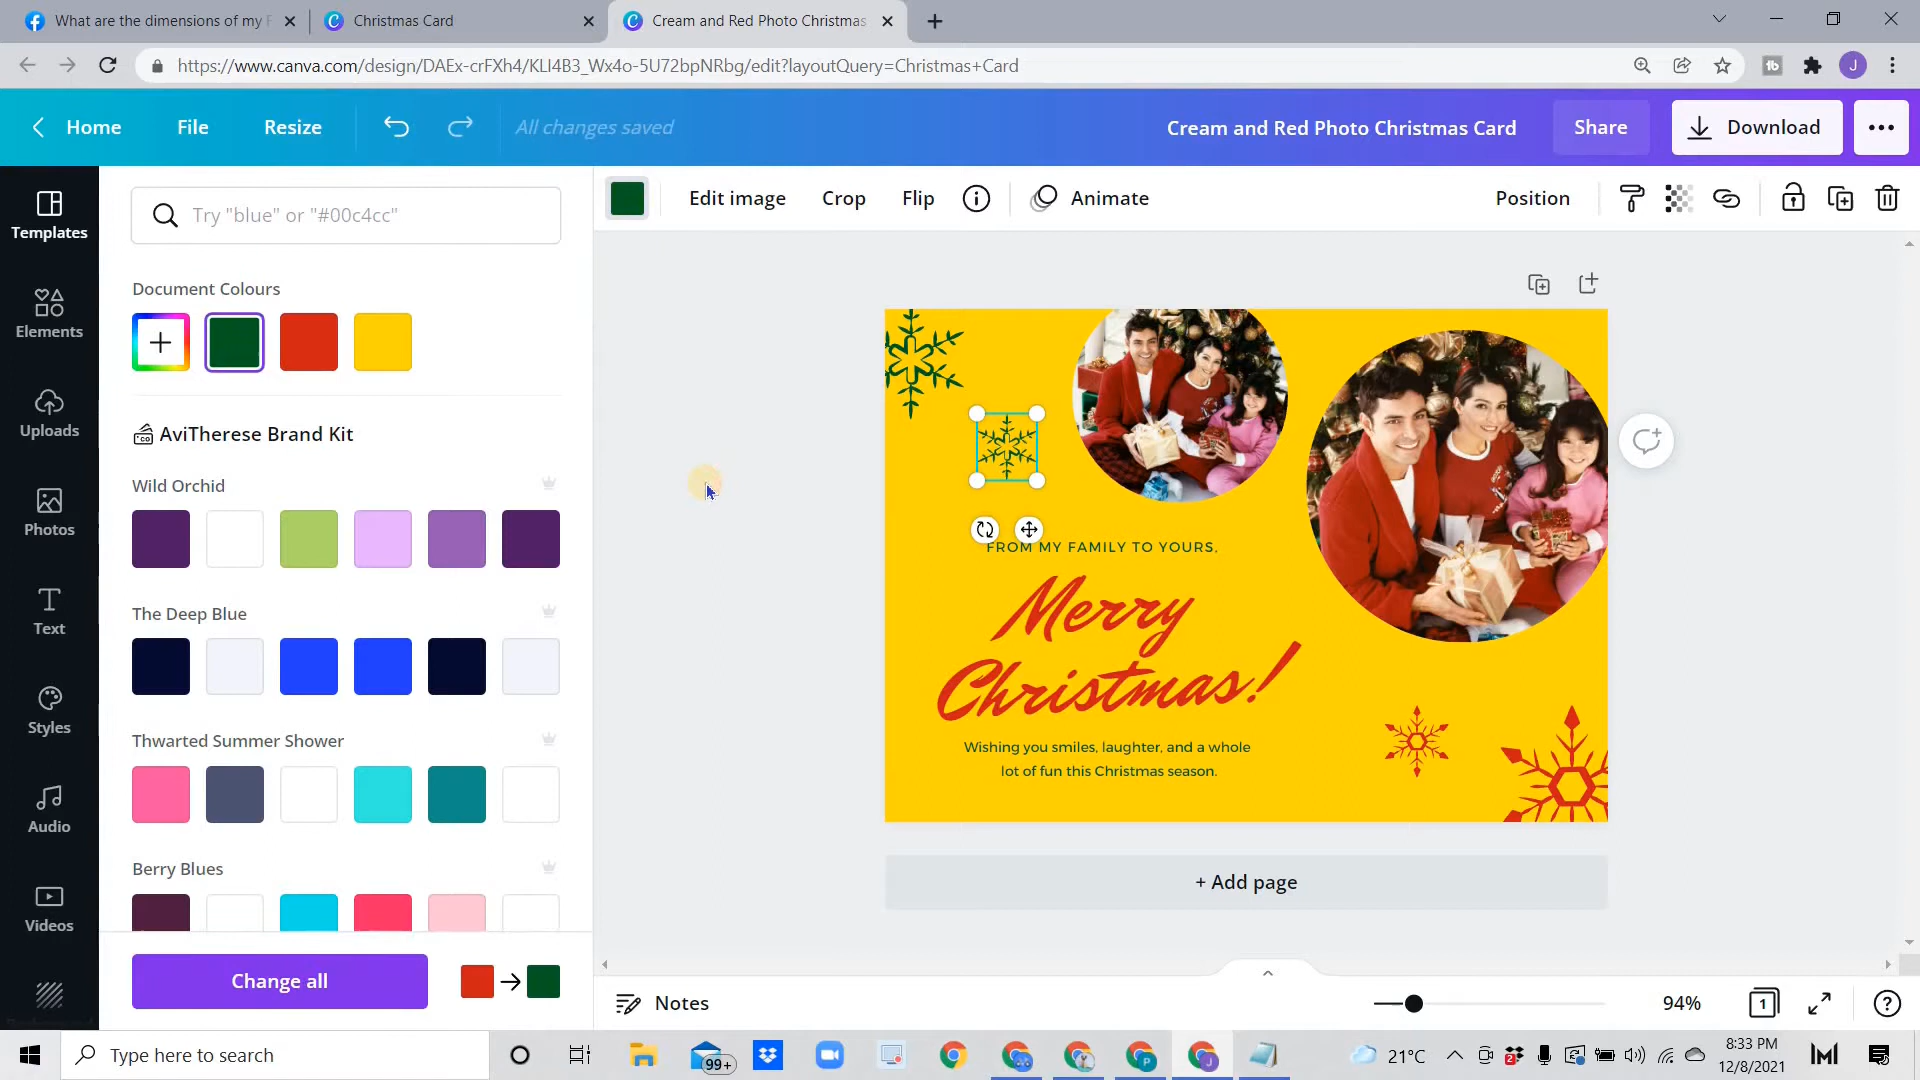 What are the dimensions of my F
Christmas Card
Cream and Red Photo Christmas
https://www.canva.com/design/DAEx-crFXh4/KLI4B3_Wx4o-5U72bpNRbg/edit?layoutQuery=Christmas+Card
J
Home
File
Resize
All changes saved
Cream and Red Photo Christmas Card
Share
Download
Templates
Elements
Uploads
Photos
Text
Styles
Audio
Videos
Try "blue" or "#00c4cc"
Document Colours
AviTherese Brand Kit
Wild Orchid
The Deep Blue
Thwarted Summer Shower
Berry Blues
Change all
Edit image
Crop
Flip
Animate
Position
FROM MY FAMILY TO YOURS,
Merry
Christmas!
Wishing you smiles, laughter, and a whole
lot of fun this Christmas season.
+ Add page
Notes
94%
1
Type here to search
99+
21°C
8:33 PM
12/8/2021